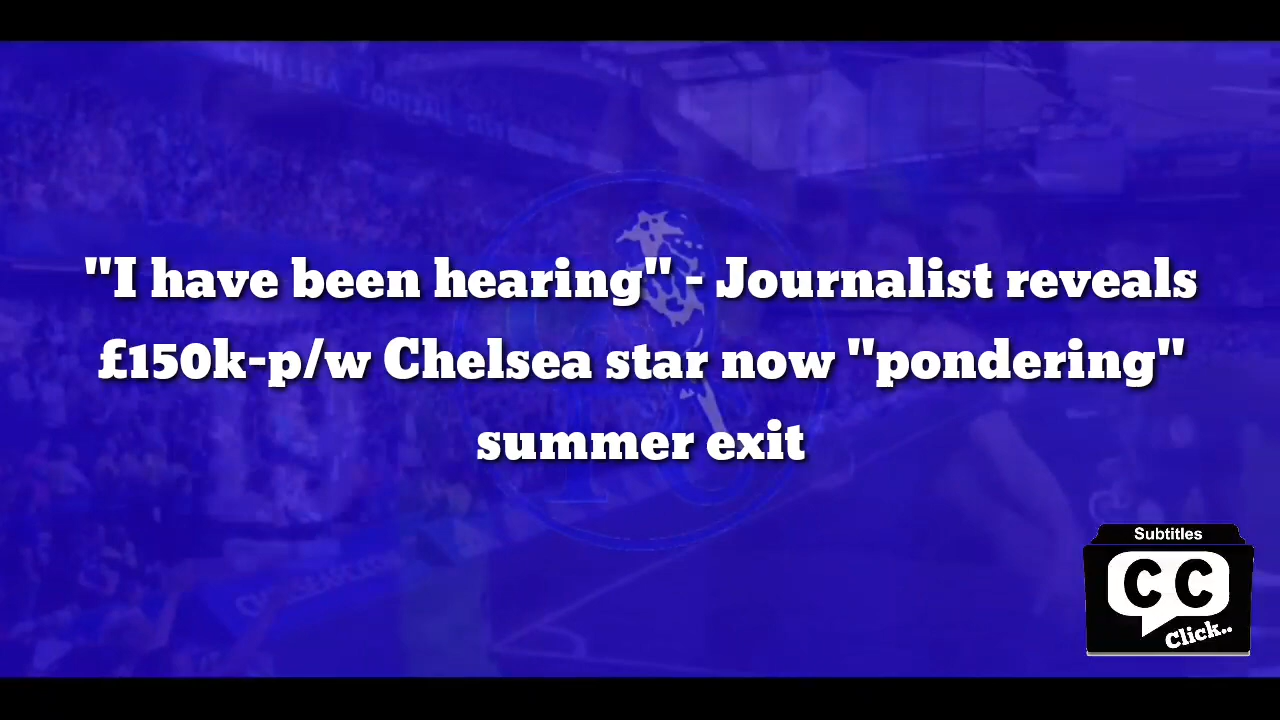 "I have been hearing" - Journalist reveals
£150k-p/w Chelsea star now "pondering"
summer exit
Subtitles
CC
Click..